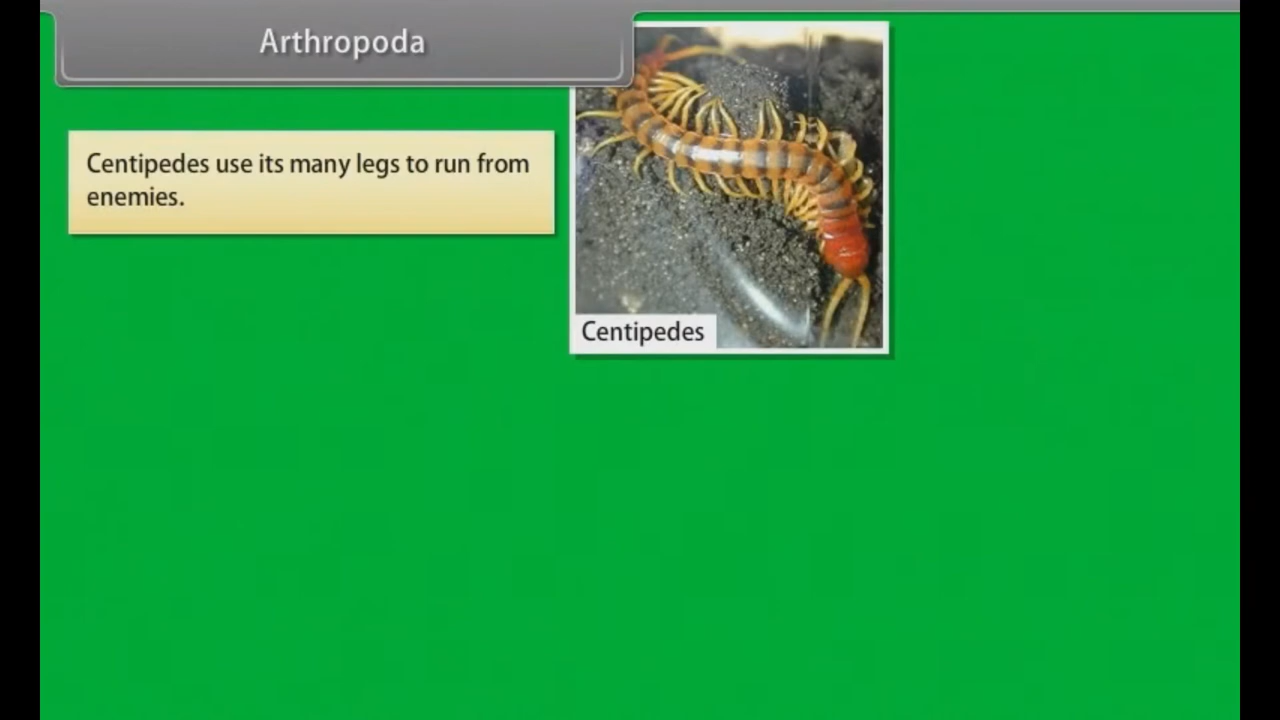 Arthropoda
Centipedes use its many legs to run from
enemies.
Centipedes